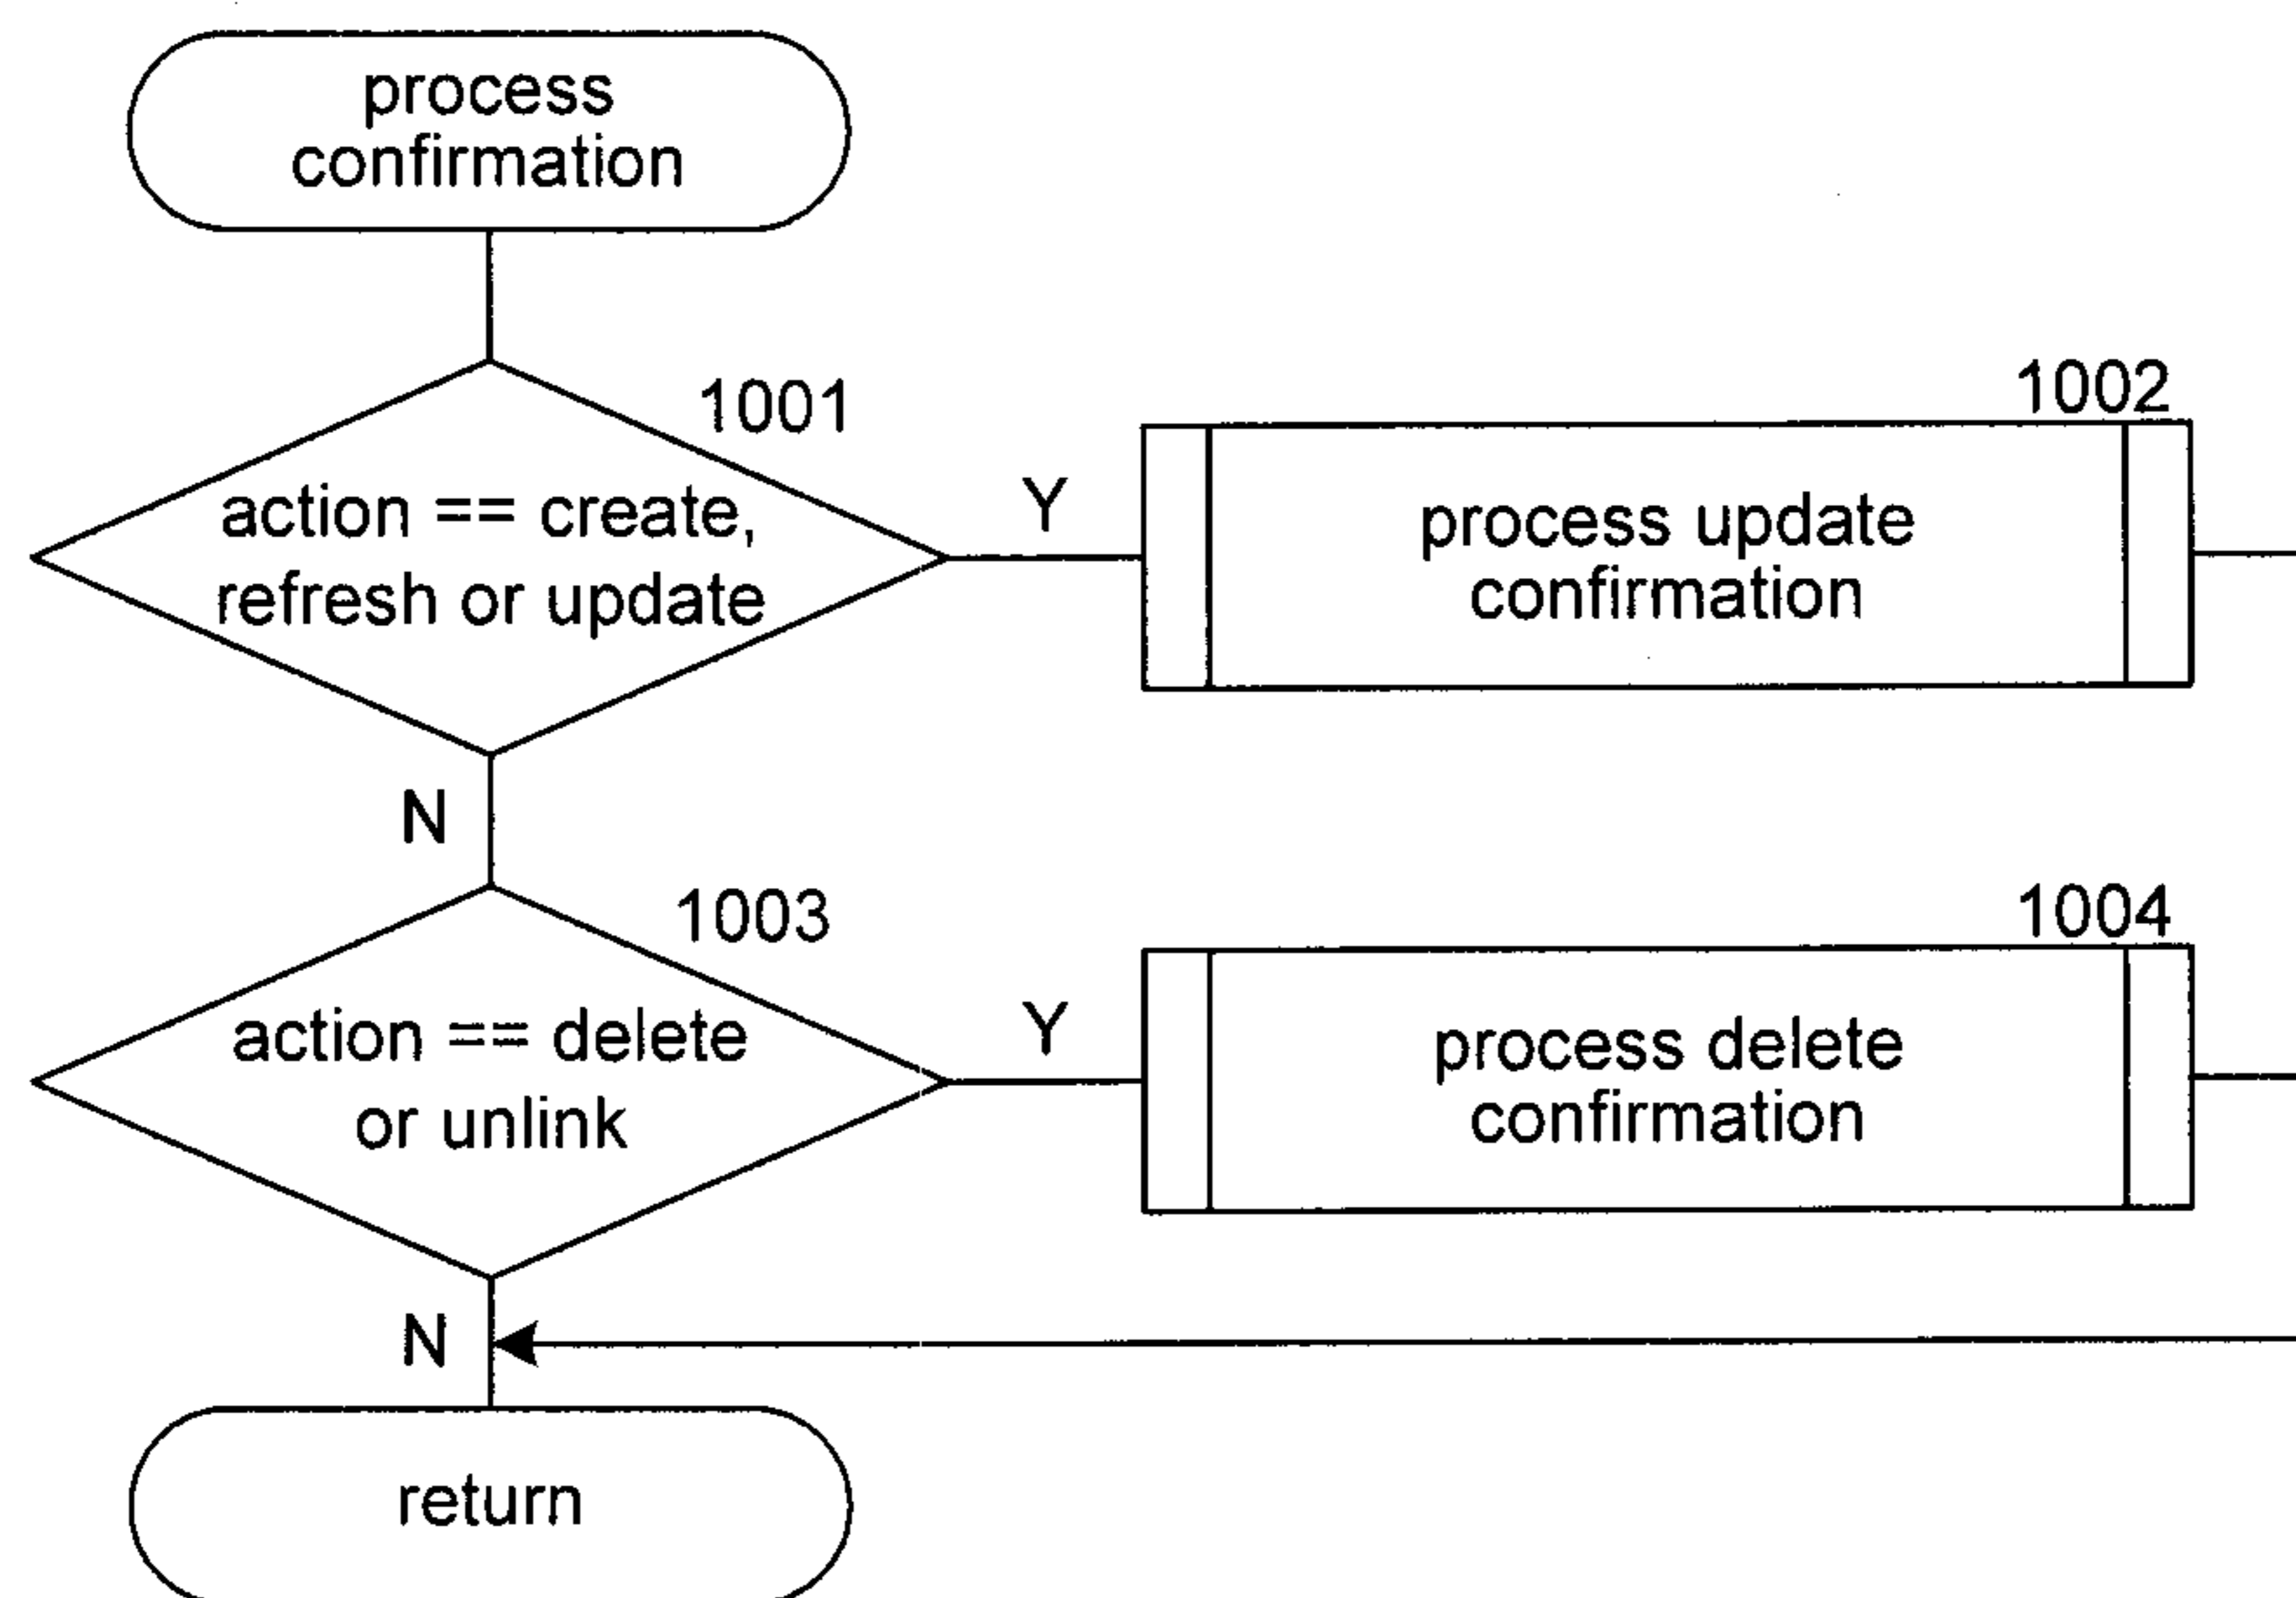 process
confirmation
1001
action == create,
refresh or update
Y
1002
process update
confirmation
N
1003
action == delete
or unlink
Y
1004
process delete
confirmation
N
return